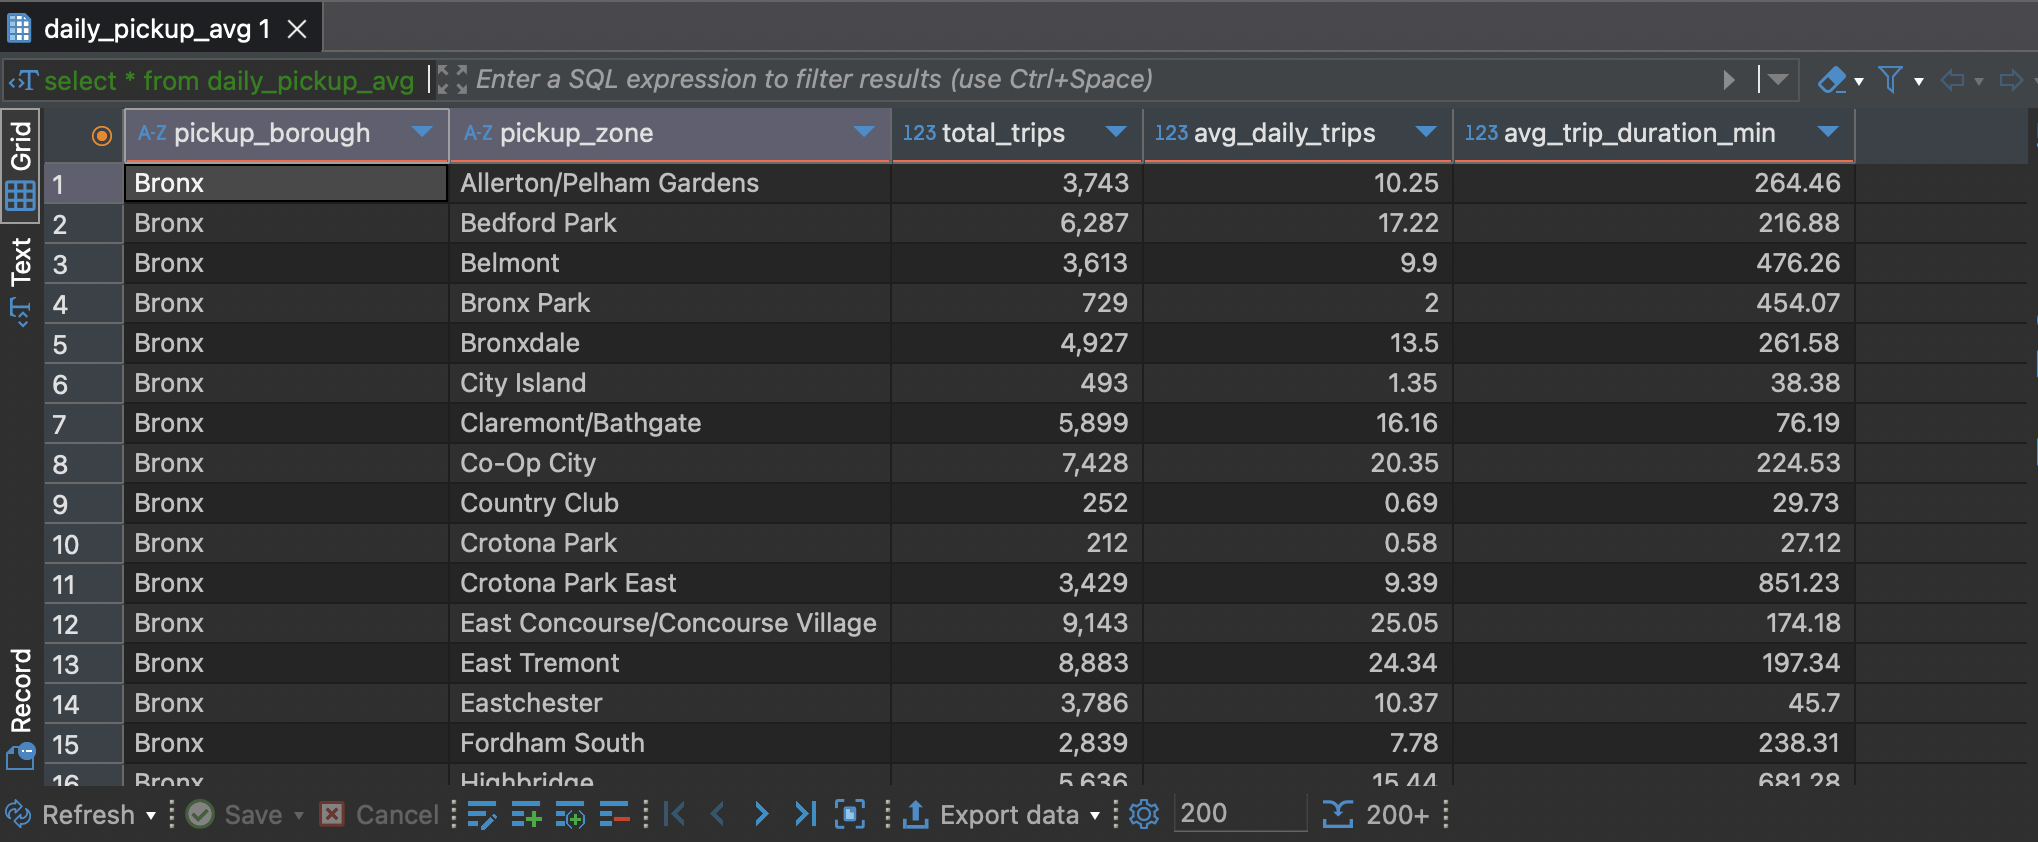 daily_pickup_avg 1
select * from daily_pickup_avg Enter a SQL expression to filter results (use Ctrl+Space)
Grid
Text
Record
A-Z pickup_borough A-Z pickup_zone 123 total_trips 123 avg_daily_trips 123 avg_trip_duration_min
1 Bronx Allerton/Pelham Gardens 3,743 10.25 264.46
2 Bronx Bedford Park 6,287 17.22 216.88
3 Bronx Belmont 3,613 9.9 476.26
4 Bronx Bronx Park 729 2 454.07
5 Bronx Bronxdale 4,927 13.5 261.58
6 Bronx City Island 493 1.35 38.38
7 Bronx Claremont/Bathgate 5,899 16.16 76.19
8 Bronx Co-Op City 7,428 20.35 224.53
9 Bronx Country Club 252 0.69 29.73
10 Bronx Crotona Park 212 0.58 27.12
11 Bronx Crotona Park East 3,429 9.39 851.23
12 Bronx East Concourse/Concourse Village 9,143 25.05 174.18
13 Bronx East Tremont 8,883 24.34 197.34
14 Bronx Eastchester 3,786 10.37 45.7
15 Bronx Fordham South 2,839 7.78 238.31
16 Bronx Highbridge 5,636 15.44 681.28
Refresh Save Cancel Export data 200 200+